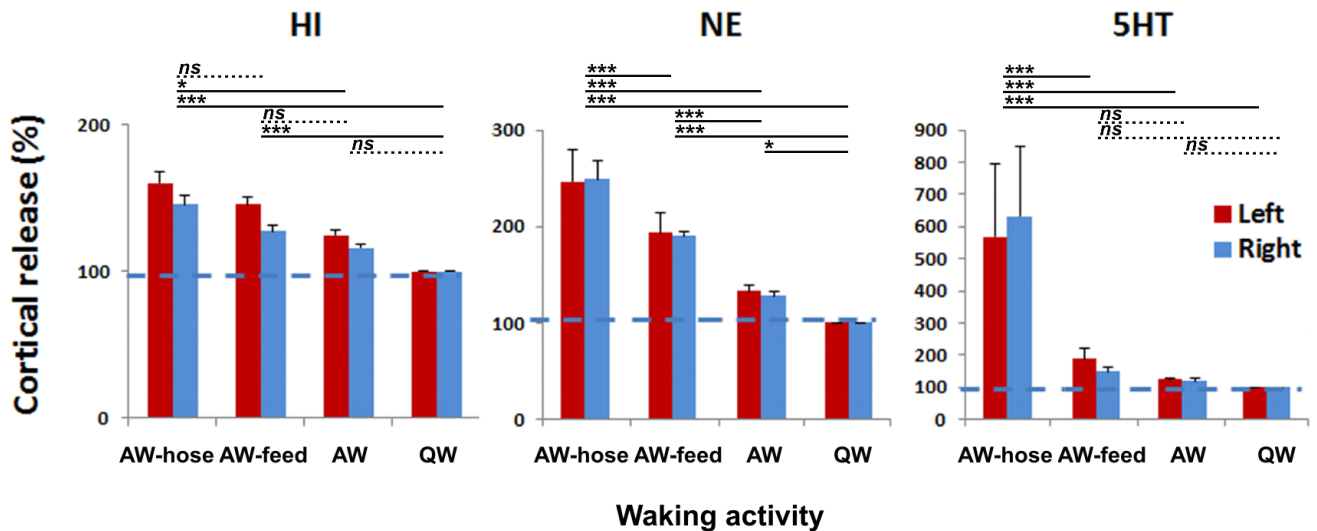 HI NE 5HT
ns
*
***
ns
***
ns
***
***
***
***
***
*
***
***
***
ns
ns
ns
Cortical release (%)
200
100
0
300
200
100
0
900
800
700
600
500
400
300
200
100
0
Left
Right
AW-hose AW-feed AW QW
AW-hose AW-feed AW QW
AW-hose AW-feed AW QW
Waking activity